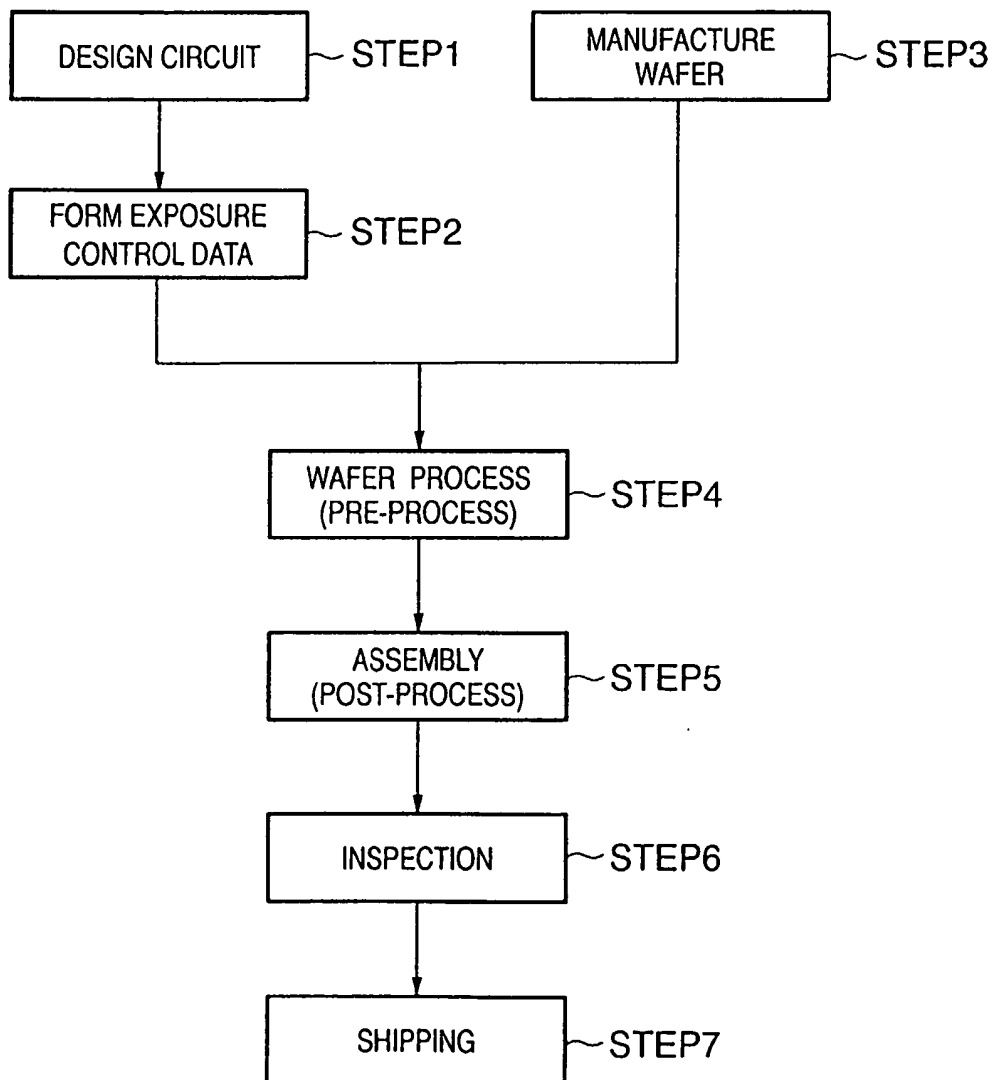 DESIGN CIRCUIT
STEP1
MANUFACTURE
WAFER
STEP3
FORM EXPOSURE
CONTROL DATA
STEP2
WAFER PROCESS
(PRE-PROCESS)
STEP4
ASSEMBLY
(POST-PROCESS)
STEP5
INSPECTION
STEP6
SHIPPING
STEP7